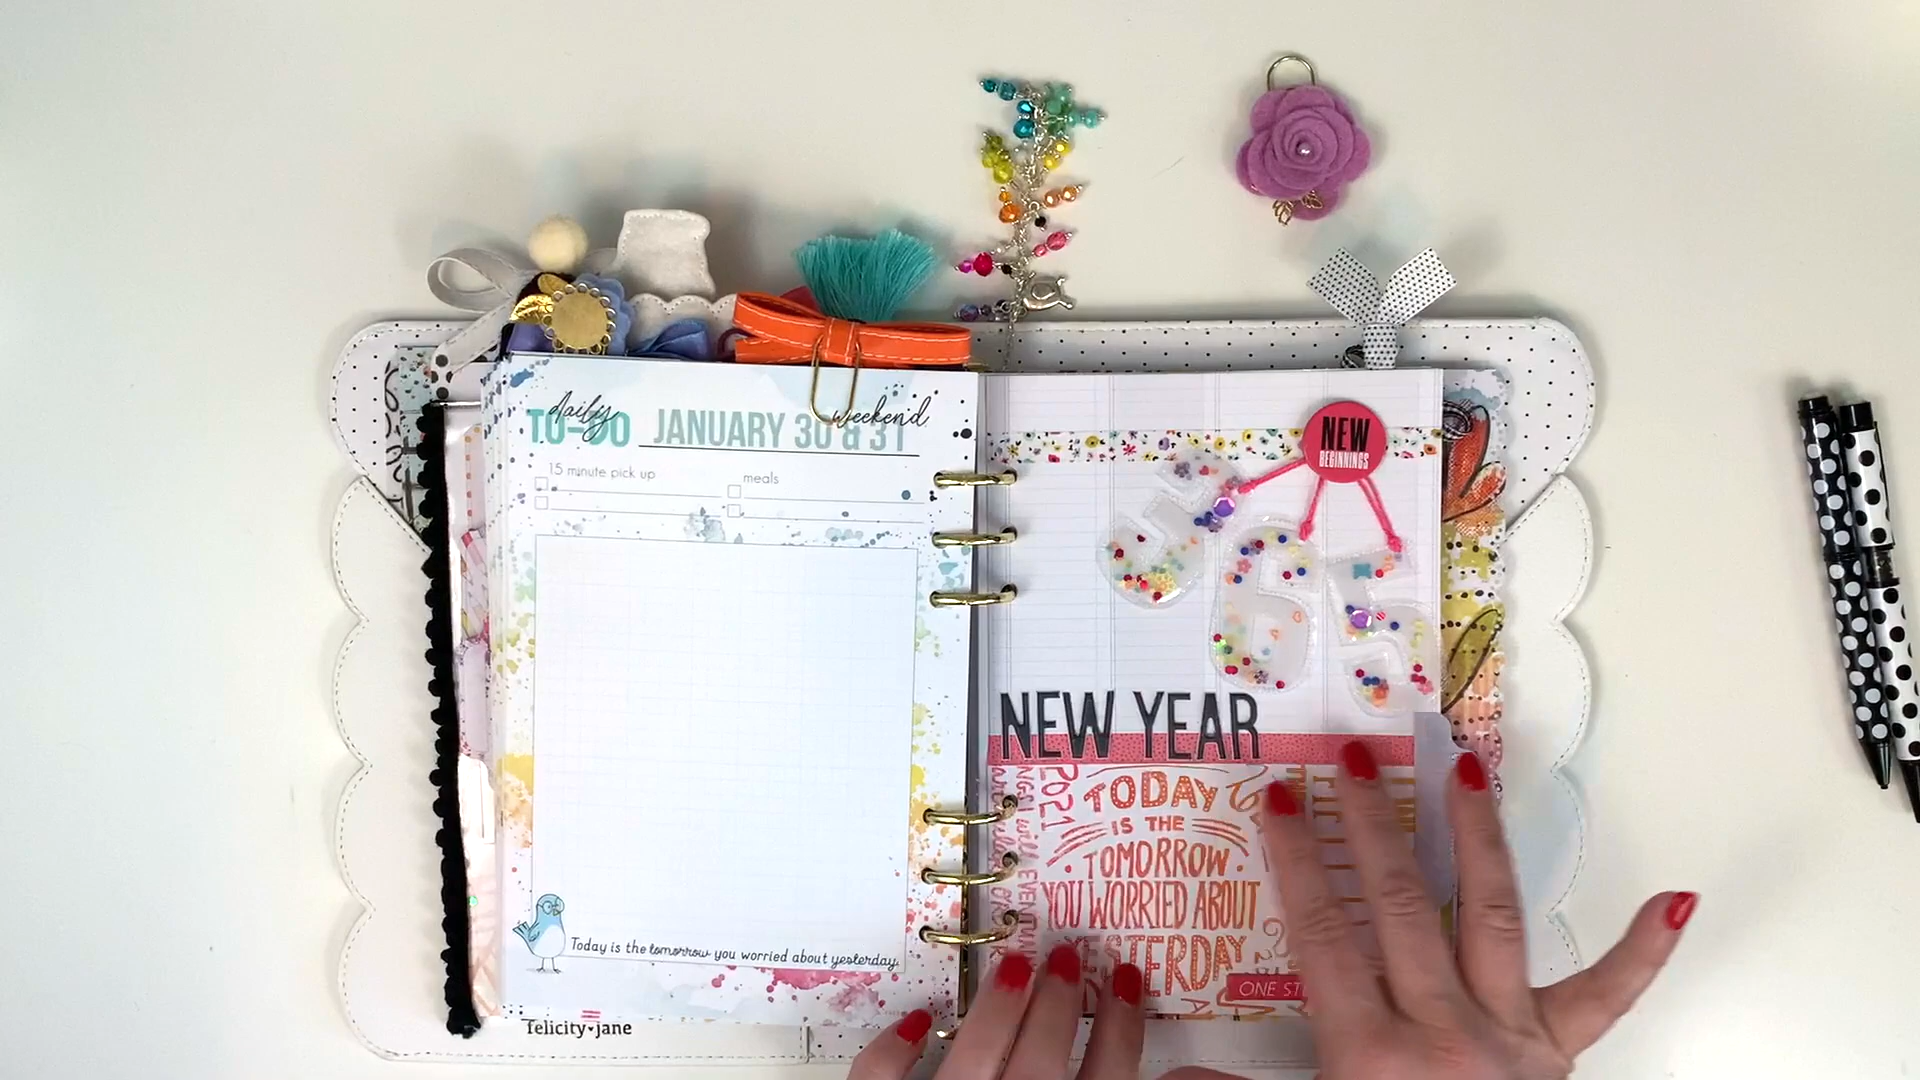 daily
TO-DO
weekend
JANUARY 30 & 31
15 minute pick up
meals
Today is the tomorrow you worried about yesterday.
felicity jane
NEW
BEGINNINGS
365
NEW YEAR
2021
TODAY
IS THE
TOMORROW
YOU WORRIED ABOUT
YESTERDAY
ONE